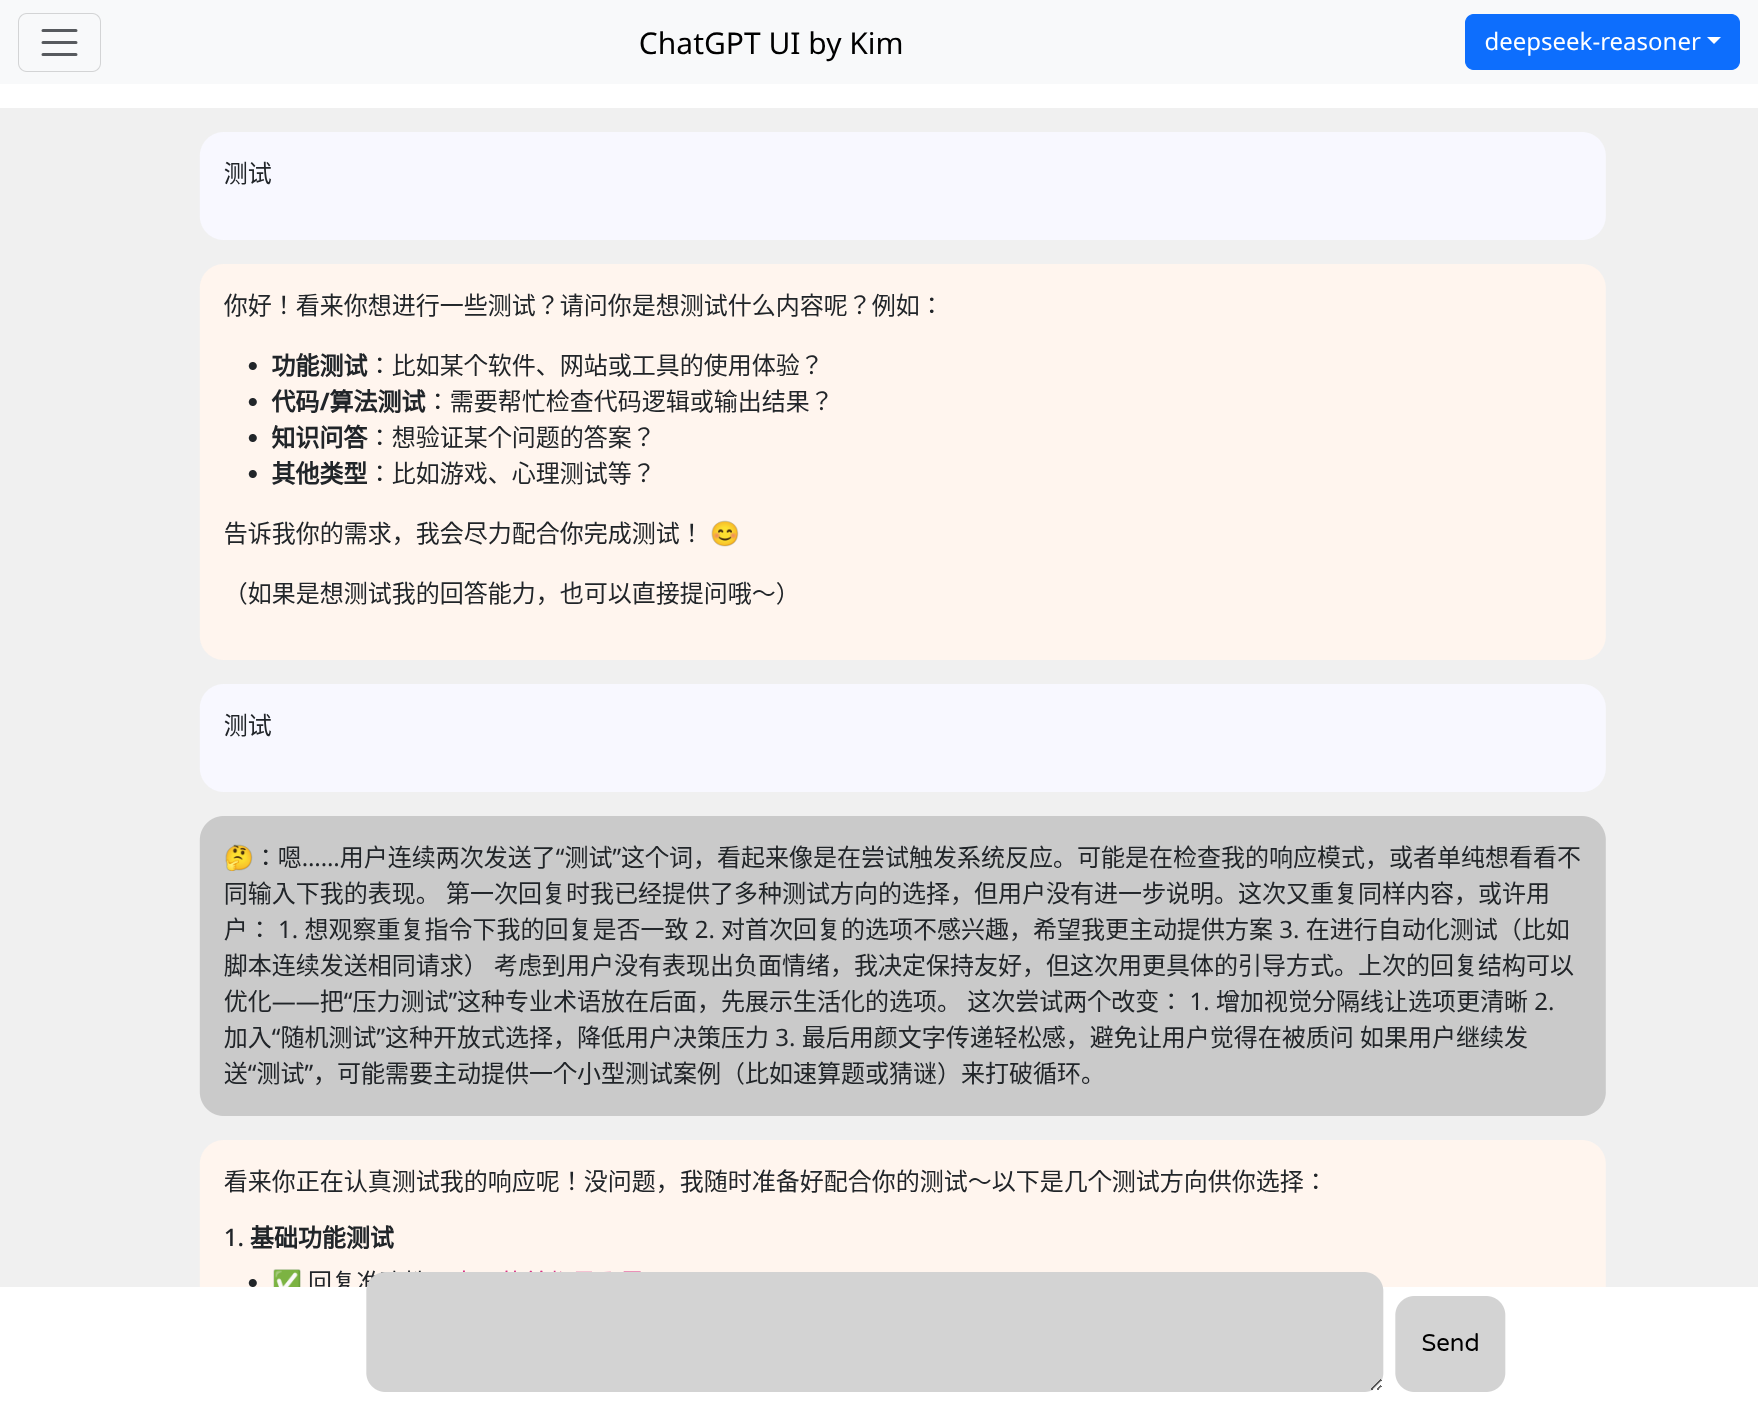 ChatGPT UI by Kim
deepseek-reasoner
测试
你好！看来你想进行一些测试？请问你是想测试什么内容呢？例如：
• 功能测试：比如某个软件、网站或工具的使用体验？
• 代码/算法测试：需要帮忙检查代码逻辑或输出结果？
• 知识问答：想验证某个问题的答案？
• 其他类型：比如游戏、心理测试等？
告诉我你的需求，我会尽力配合你完成测试！ 😊
（如果是想测试我的回答能力，也可以直接提问哦～）
测试
🤔：嗯……用户连续两次发送了“测试”这个词，看起来像是在尝试触发系统反应。可能是在检查我的响应模式，或者单纯想看看不
同输入下我的表现。 第一次回复时我已经提供了多种测试方向的选择，但用户没有进一步说明。这次又重复同样内容，或许用
户： 1. 想观察重复指令下我的回复是否一致 2. 对首次回复的选项不感兴趣，希望我更主动提供方案 3. 在进行自动化测试（比如
脚本连续发送相同请求） 考虑到用户没有表现出负面情绪，我决定保持友好，但这次用更具体的引导方式。上次的回复结构可以
优化——把“压力测试”这种专业术语放在后面，先展示生活化的选项。 这次尝试两个改变： 1. 增加视觉分隔线让选项更清晰 2.
加入“随机测试”这种开放式选择，降低用户决策压力 3. 最后用颜文字传递轻松感，避免让用户觉得在被质问 如果用户继续发
送“测试”，可能需要主动提供一个小型测试案例（比如速算题或猜谜）来打破循环。
看来你正在认真测试我的响应呢！没问题，我随时准备好配合你的测试～以下是几个测试方向供你选择：
1. 基础功能测试
• ✅ 回复准
Send